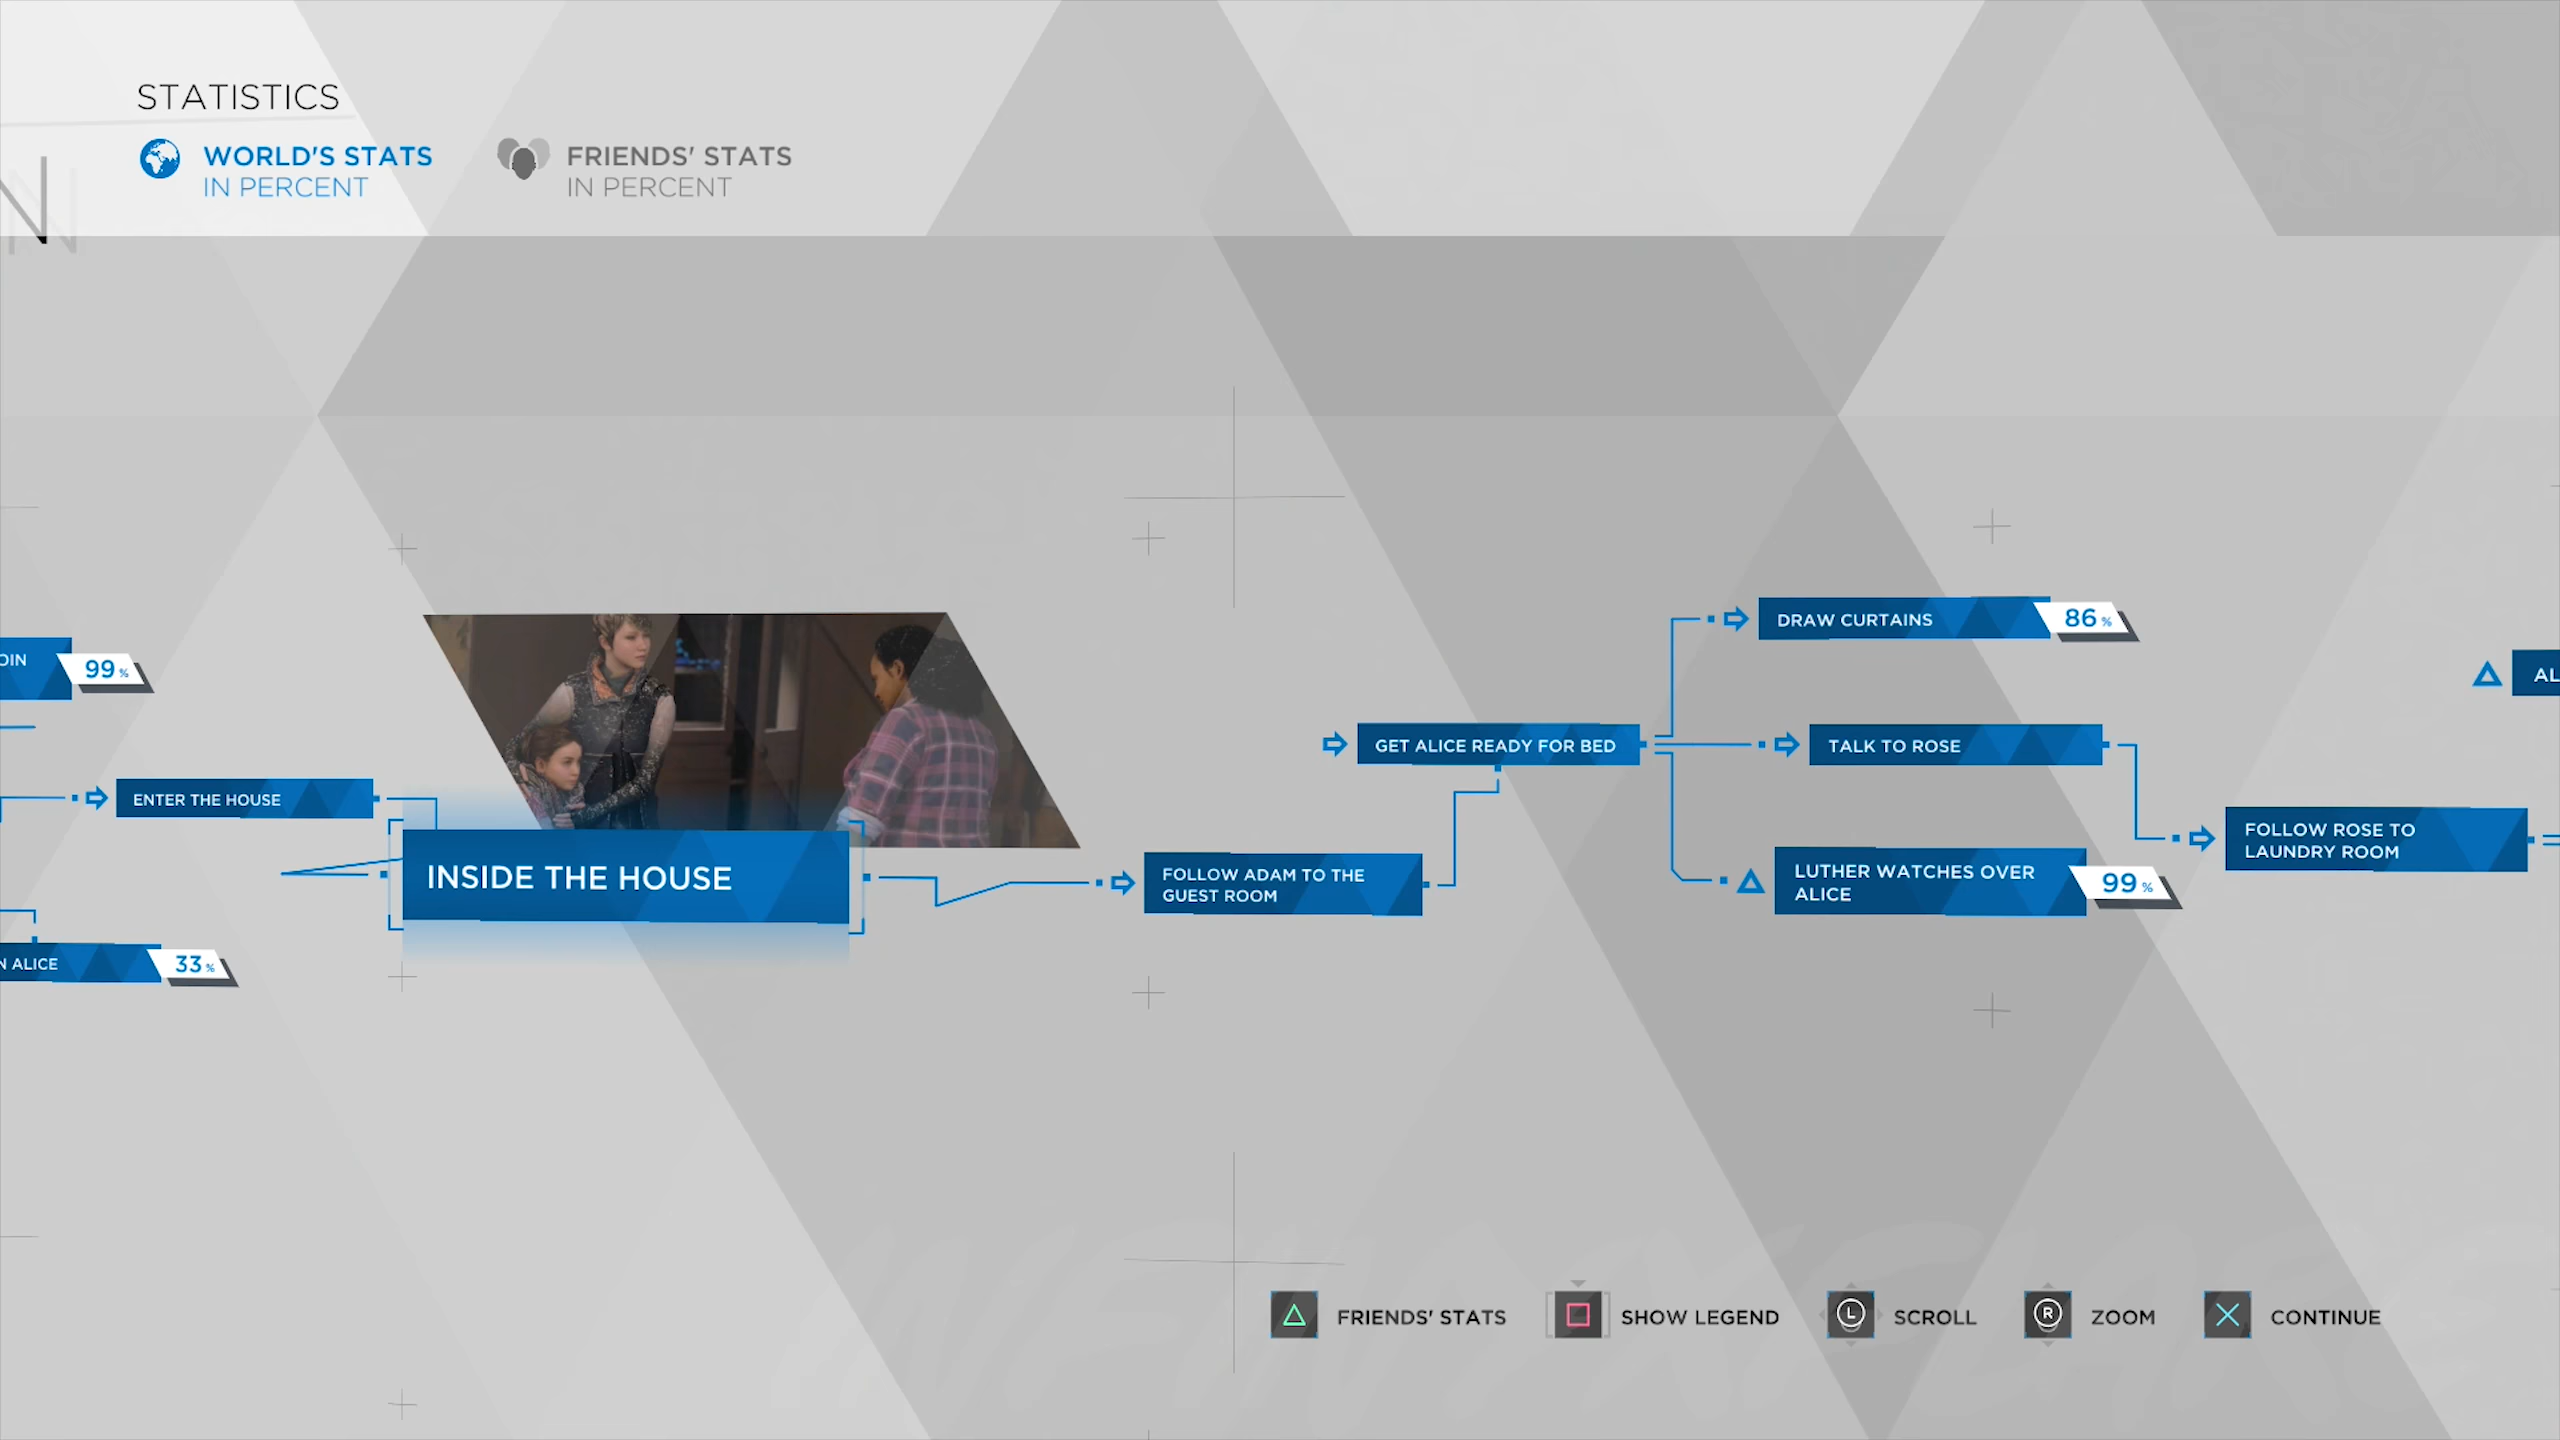 STATISTICS
WORLD'S STATS
IN PERCENT
FRIENDS' STATS
IN PERCENT
N
OIN
99%
ENTER THE HOUSE
N ALICE
33%
INSIDE THE HOUSE
FOLLOW ADAM TO THE
GUEST ROOM
GET ALICE READY FOR BED
DRAW CURTAINS
86%
TALK TO ROSE
LUTHER WATCHES OVER
ALICE
99%
FOLLOW ROSE TO
LAUNDRY ROOM
AL
FRIENDS' STATS
SHOW LEGEND
L
SCROLL
R
ZOOM
CONTINUE